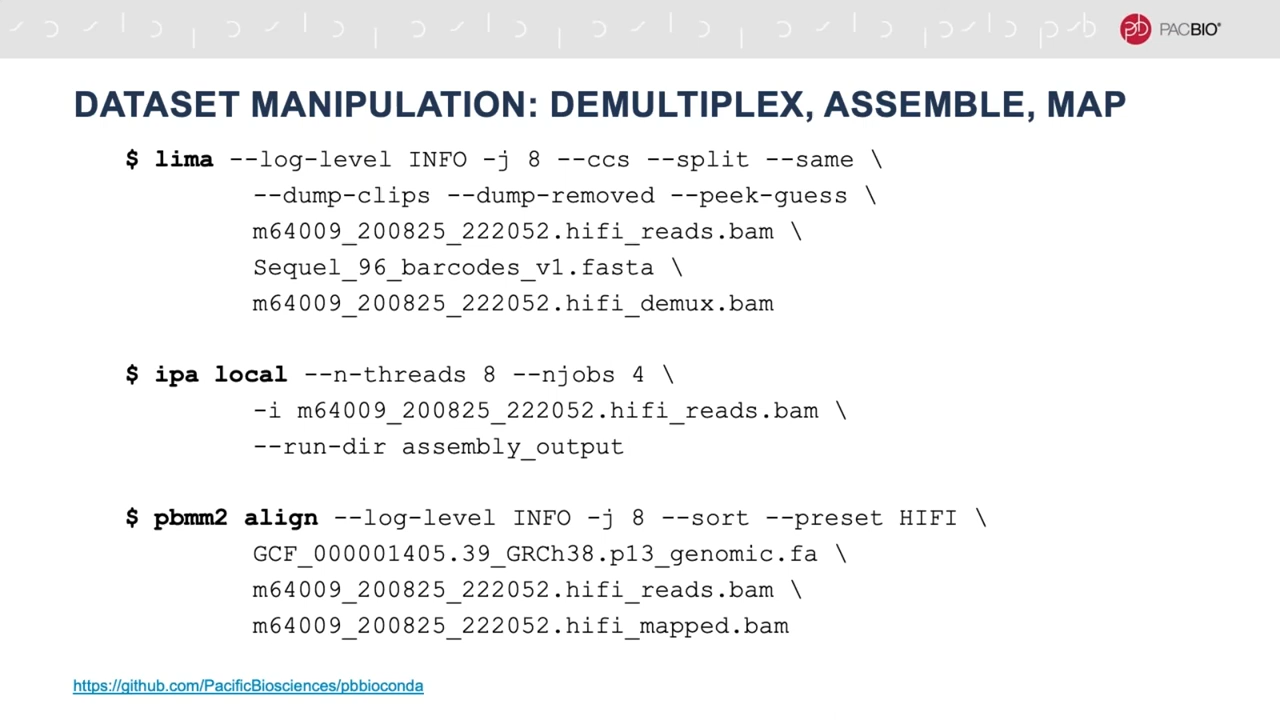 PACBIO®
DATASET MANIPULATION: DEMULTIPLEX, ASSEMBLE, MAP
$ lima --log-level INFO -j 8 --ccs --split --same \
--dump-clips --dump-removed --peek-guess \
m64009_200825_222052.hifi_reads.bam \
Sequel_96_barcodes_v1.fasta \
m64009_200825_222052.hifi_demux.bam
$ ipa local --n-threads 8 --njobs 4 \
-i m64009_200825_222052.hifi_reads.bam \
--run-dir assembly_output
$ pbmm2 align --log-level INFO -j 8 --sort --preset HIFI \
GCF_000001405.39_GRCh38.p13_genomic.fa \
m64009_200825_222052.hifi_reads.bam \
m64009_200825_222052.hifi_mapped.bam
https://github.com/PacificBiosciences/pbbioconda